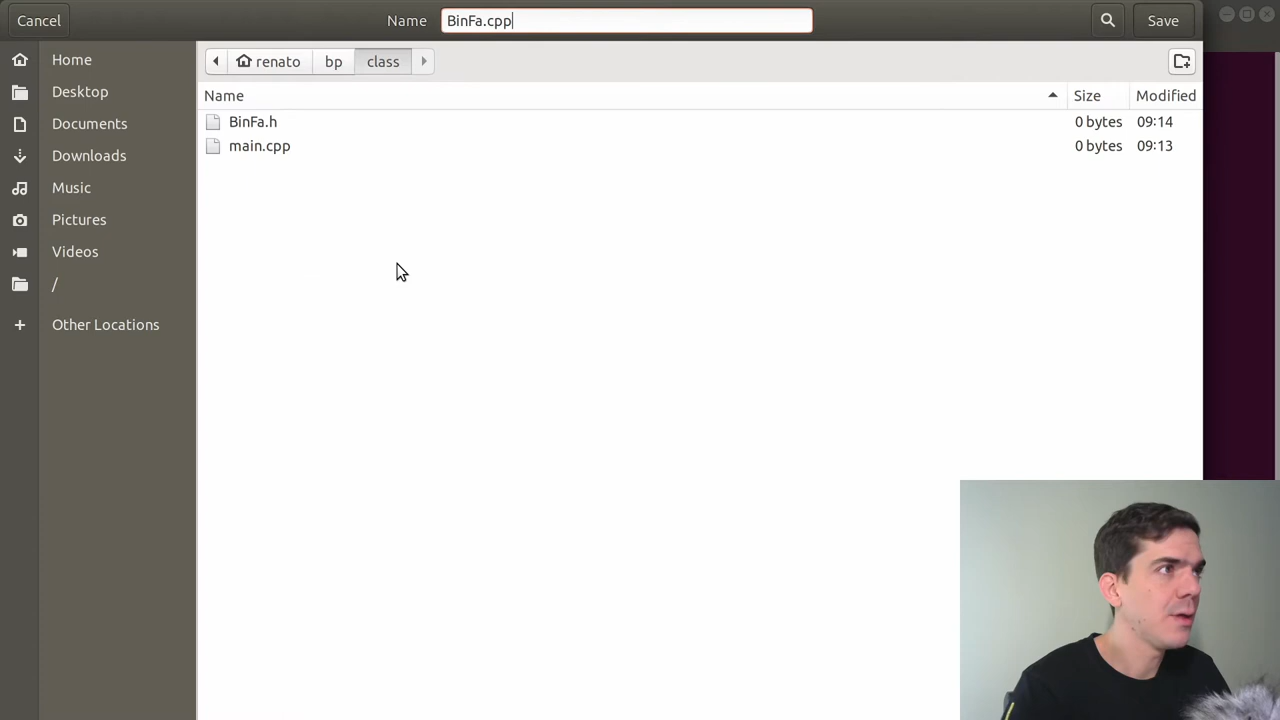 Cancel
Name
BinFa.cpp
Save
Home
Desktop
Documents
Downloads
Music
Pictures
Videos
/
Other Locations
renato
bp
class
Name
Size
Modified
BinFa.h
0 bytes
09:14
main.cpp
0 bytes
09:13